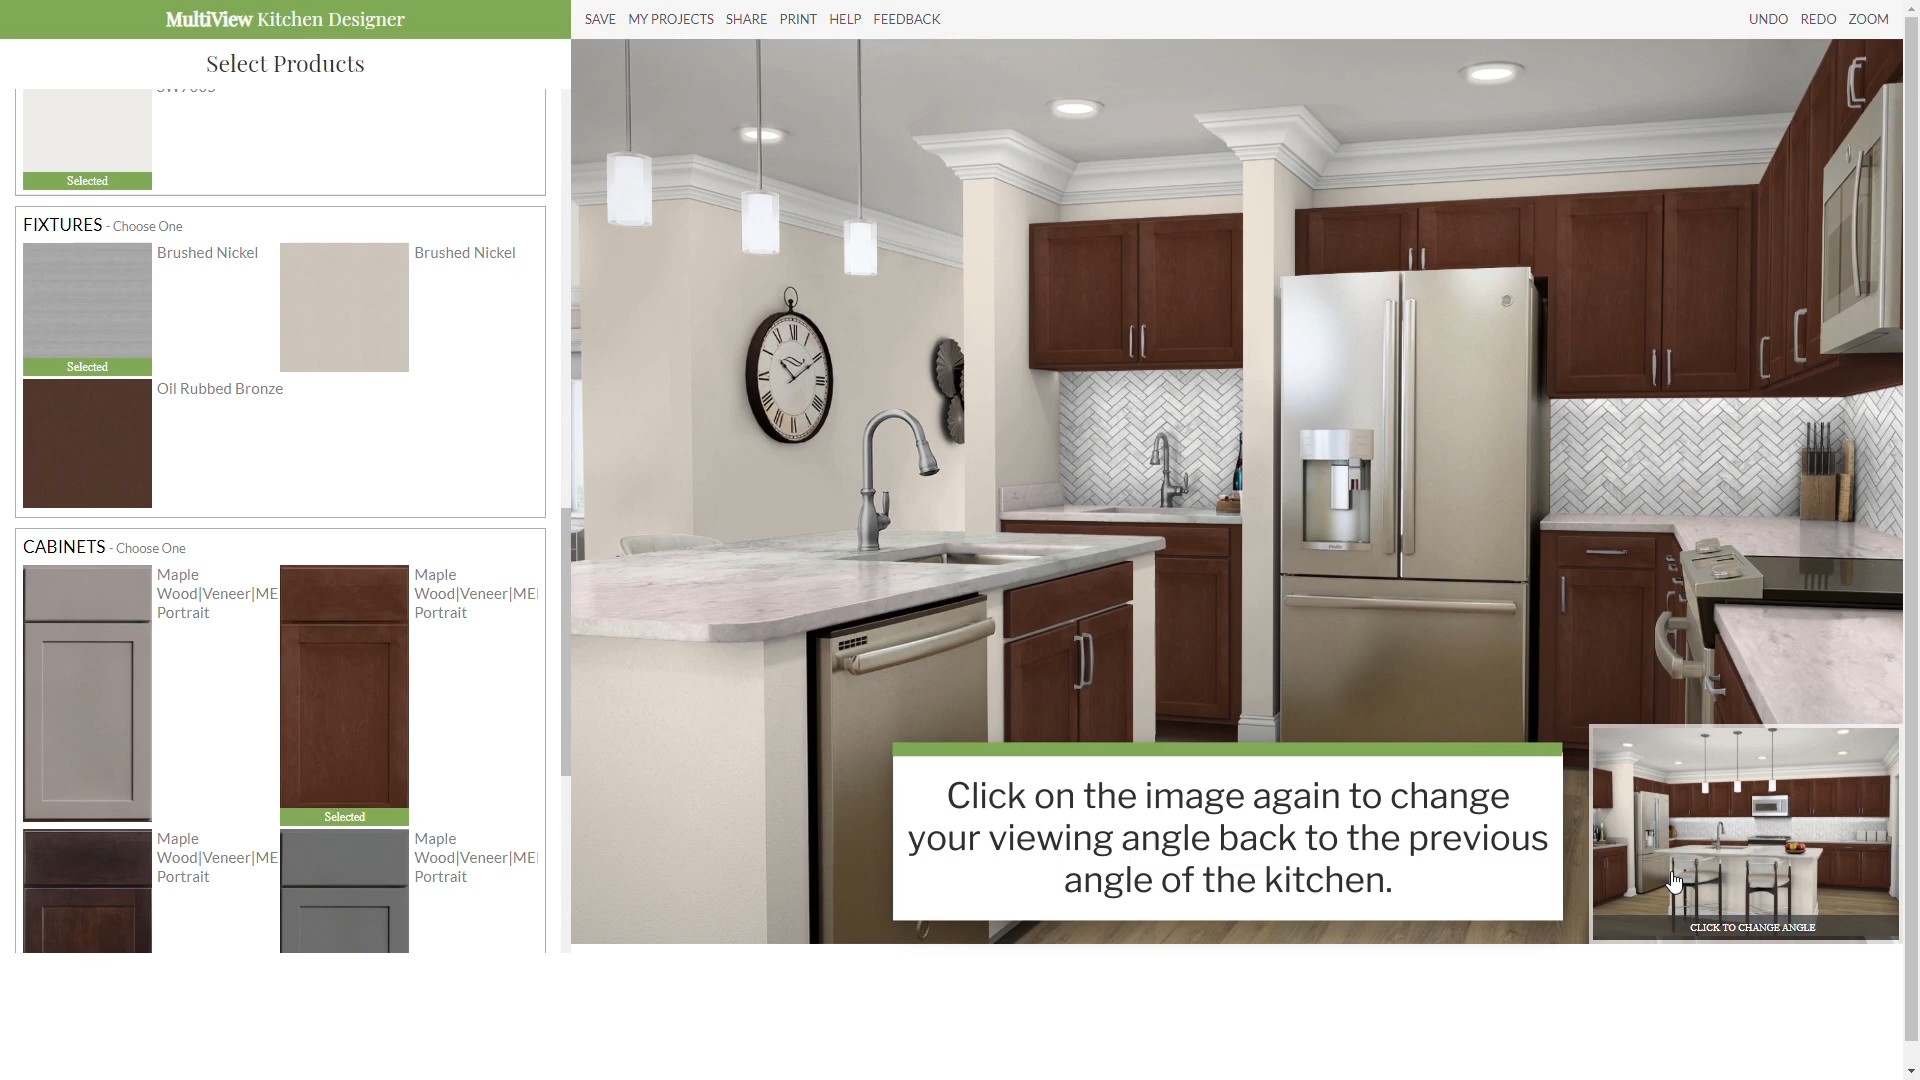 MultiView Kitchen Designer
SAVE MY PROJECTS SHARE PRINT HELP FEEDBACK
UNDO REDO ZOOM
Select Products
SW7005
Selected
FIXTURES - Choose One
Brushed Nickel
Brushed Nickel
Selected
Oil Rubbed Bronze
CABINETS - Choose One
Maple
Wood|Veneer|ME
Portrait
Maple
Wood|Veneer|ME
Portrait
Selected
Maple
Wood|Veneer|ME
Portrait
Maple
Wood|Veneer|ME
Portrait
Click on the image again to change
your viewing angle back to the previous
angle of the kitchen.
CLICK TO CHANGE ANGLE